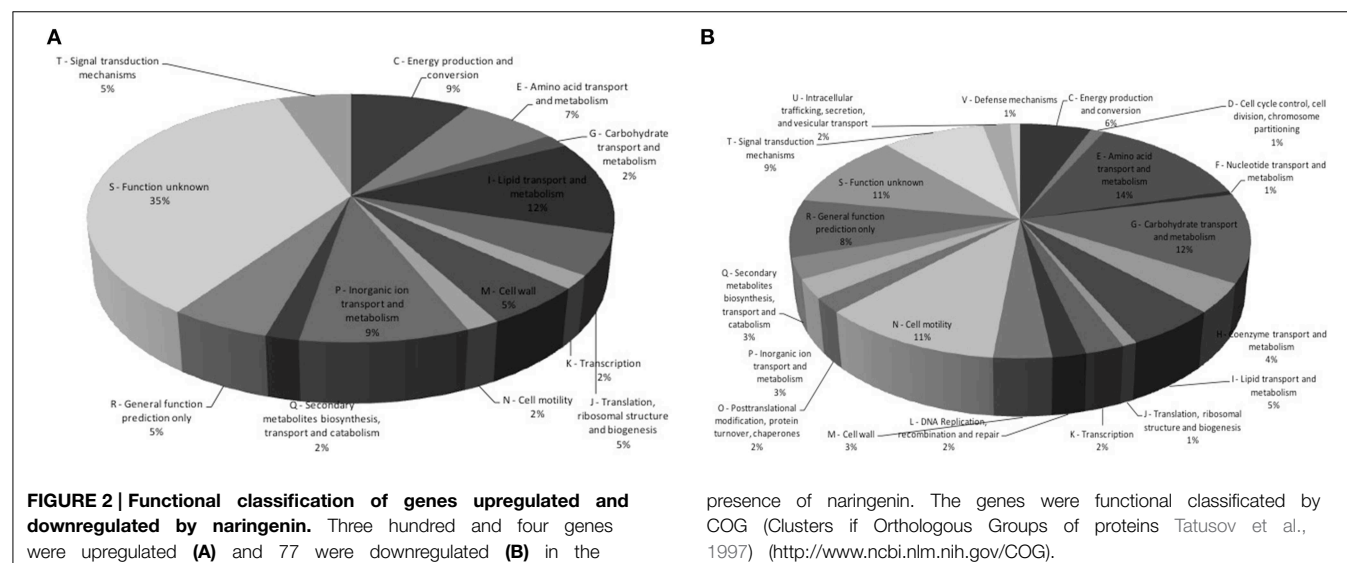 A
T - Signal transduction
mechanisms
5%
C - Energy production and
conversion
9%
E - Amino acid transport
and metabolism
7%
G - Carbohydrate
transport and
metabolism
2%
I - Lipid transport and
metabolism
12%
S - Function unknown
35%
P - Inorganic ion
transport and
metabolism
9%
M - Cell wall
5%
K - Transcription
2%
J - Translation,
ribosomal structure
and biogenesis
5%
N - Cell motility
2%
Q - Secondary
metabolites biosynthesis,
transport and catabolism
2%
R - General function
prediction only
5%
B
U - Intracellular
trafficking, secretion,
and vesicular transport
2%
V - Defense mechanisms
1%
C - Energy production
and conversion
6%
D - Cell cycle control, cell
division, chromosome
partitioning
1%
T - Signal transduction
mechanisms
9%
E - Amino acid
transport and
metabolism
14%
F - Nucleotide transport and
metabolism
1%
S - Function unknown
11%
R - General function
prediction only
8%
G - Carbohydrate transport
and metabolism
12%
Q - Secondary
metabolites
biosynthesis,
transport and
catabolism
3%
N - Cell motility
11%
H - Coenzyme transport and
metabolism
4%
P - Inorganic ion
transport and
metabolism
3%
I - Lipid transport and
metabolism
5%
O - Posttranslational
modification, protein
turnover, chaperones
2%
M - Cell wall
3%
L - DNA Replication,
recombination and repair
2%
K - Transcription
2%
J - Translation, ribosomal
structure and biogenesis
1%
FIGURE 2 | Functional classification of genes upregulated and
downregulated by naringenin. Three hundred and four genes
were upregulated (A) and 77 were downregulated (B) in the
presence of naringenin. The genes were functional classificated by
COG (Clusters if Orthologous Groups of proteins Tatusov et al.,
1997) (http://www.ncbi.nlm.nih.gov/COG).